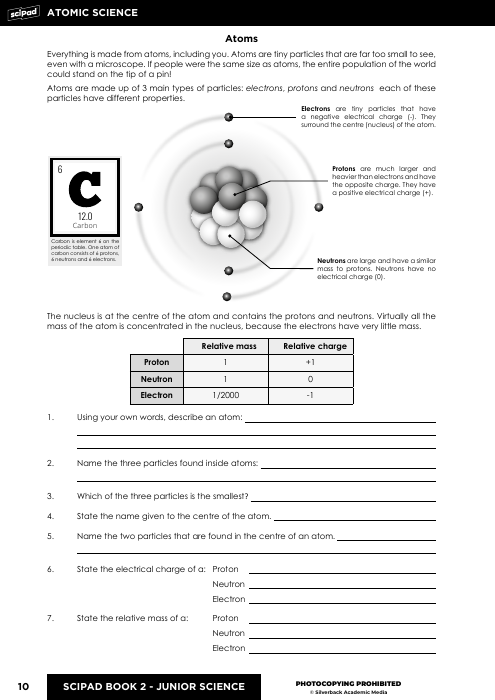 scipad ATOMIC SCIENCE
Atoms
Everything is made from atoms, including you. Atoms are tiny particles that are far too small to see,
even with a microscope. If people were the same size as atoms, the entire population of the world
could stand on the tip of a pin!
Atoms are made up of 3 main types of particles: electrons, protons and neutrons each of these
particles have different properties.
Electrons are tiny particles that have
a negative electrical charge (-). They
surround the centre (nucleus) of the atom.
6
C
12.0
Carbon
Carbon is element 6 on the
periodic table. One atom of
carbon consists of 6 protons,
6 neutrons and 6 electrons.
Protons are much larger and
heavier than electrons and have
the opposite charge. They have
a positive electrical charge (+).
Neutrons are large and have a similar
mass to protons. Neutrons have no
electrical charge (0).
The nucleus is at the centre of the atom and contains the protons and neutrons. Virtually all the
mass of the atom is concentrated in the nucleus, because the electrons have very little mass.
Relative mass Relative charge
Proton 1 +1
Neutron 1 0
Electron 1/2000 -1
1. Using your own words, describe an atom:
2. Name the three particles found inside atoms:
3. Which of the three particles is the smallest?
4. State the name given to the centre of the atom.
5. Name the two particles that are found in the centre of an atom.
6. State the electrical charge of a: Proton
Neutron
Electron
7. State the relative mass of a: Proton
Neutron
Electron
10 SCIPAD BOOK 2 - JUNIOR SCIENCE PHOTOCOPYING PROHIBITED
© Silverback Academic Media